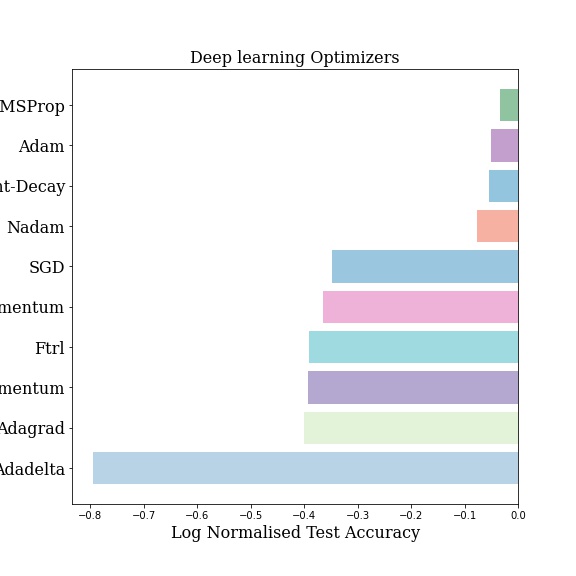 Deep learning Optimizers
MSProp
Adam
nt-Decay
Nadam
SGD
mentum
Ftrl
mentum
Adagrad
Adadelta
−0.8 −0.7 −0.6 −0.5 −0.4 −0.3 −0.2 −0.1 0.0
Log Normalised Test Accuracy